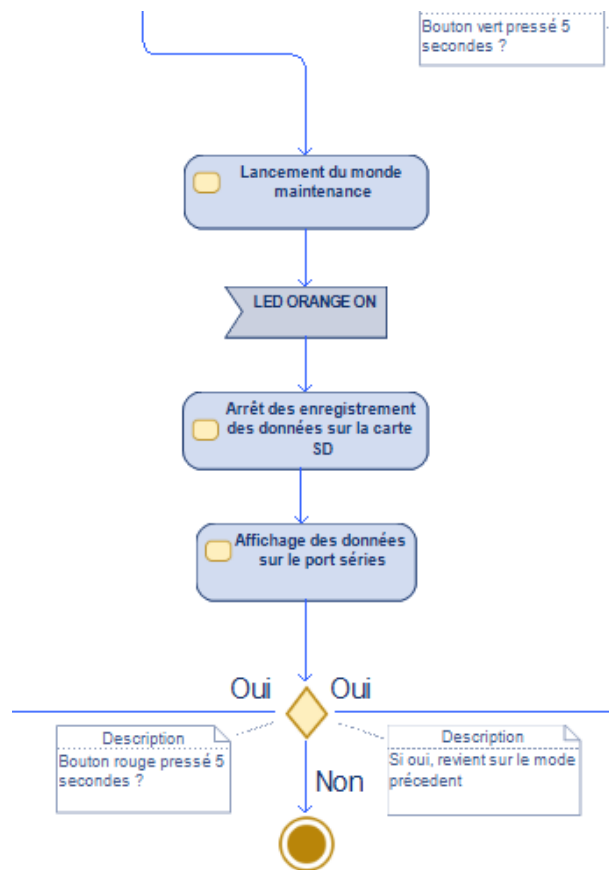 Bouton vert pressé 5
secondes ?
Lancement du monde
maintenance
LED ORANGE ON
Arrêt des enregistrement
des données sur la carte
SD
Affichage des données
sur le port séries
Oui
Oui
Description
Bouton rouge pressé 5
secondes ?
Description
Si oui, revient sur le mode
précedent
Non